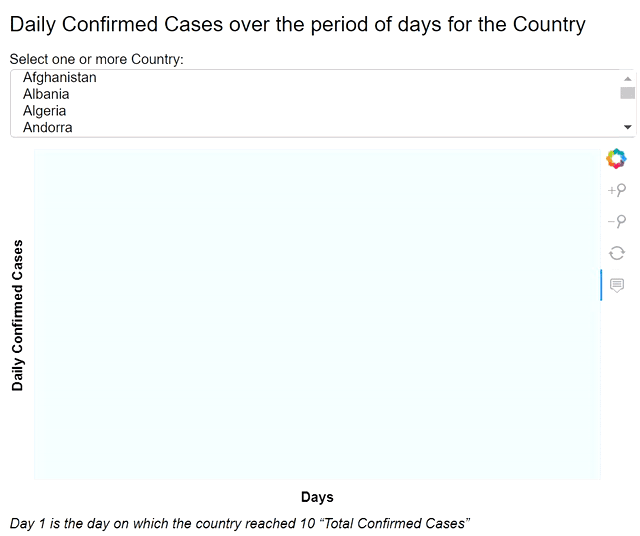 Daily Confirmed Cases over the period of days for the Country
Select one or more Country:
Afghanistan
Albania
Algeria
Andorra
Daily Confirmed Cases
Days
Day 1 is the day on which the country reached 10 “Total Confirmed Cases”